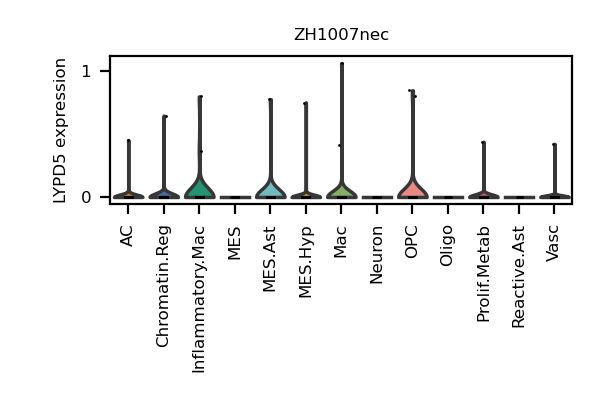 ZH1007nec
LYPD5 expression
1
0
AC
Chromatin.Reg
Inflammatory.Mac
MES
MES.Ast
MES.Hyp
Mac
Neuron
OPC
Oligo
Prolif.Metab
Reactive.Ast
Vasc